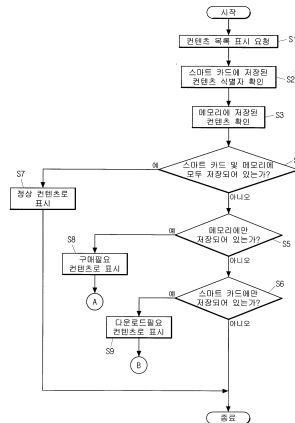 시작
컨텐츠 목록 표시 요청
S1
스마트 카드에 저장된
컨텐츠 식별자 확인
S2
메모리에 저장된
컨텐츠 확인
S3
스마트 카드 및 메모리에
모두 저장되어 있는가?
예
아니오
S7
정상 컨텐츠로
표시
메모리에만
저장되어 있는가?
S5
예
아니오
S8
구매필요
컨텐츠로 표시
A
스마트 카드에만
저장되어 있는가?
S6
예
아니오
다운로드필요
컨텐츠로 표시
S9
B
종료